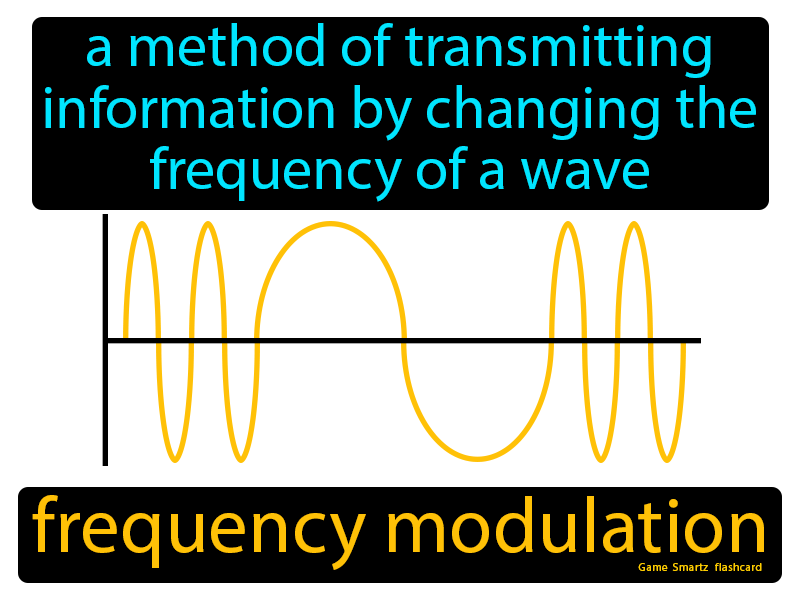 a method of transmitting
information by changing the
frequency of a wave
frequency modulation
Game Smartz flashcard